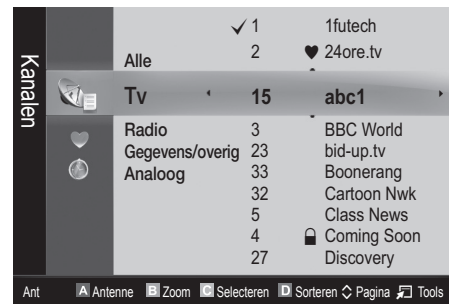 Kanalen
1 1futech
Alle 2 ♥ 24ore.tv
Tv 15 abc1
Radio 3 BBC World
Gegevens/overig 23 bid-up.tv
Analoog 33 Boonerang
32 Cartoon Nwk
5 Class News
4 Coming Soon
27 Discovery
Ant A Antenne B Zoom C Selecteren D Sorteren Pagina Tools